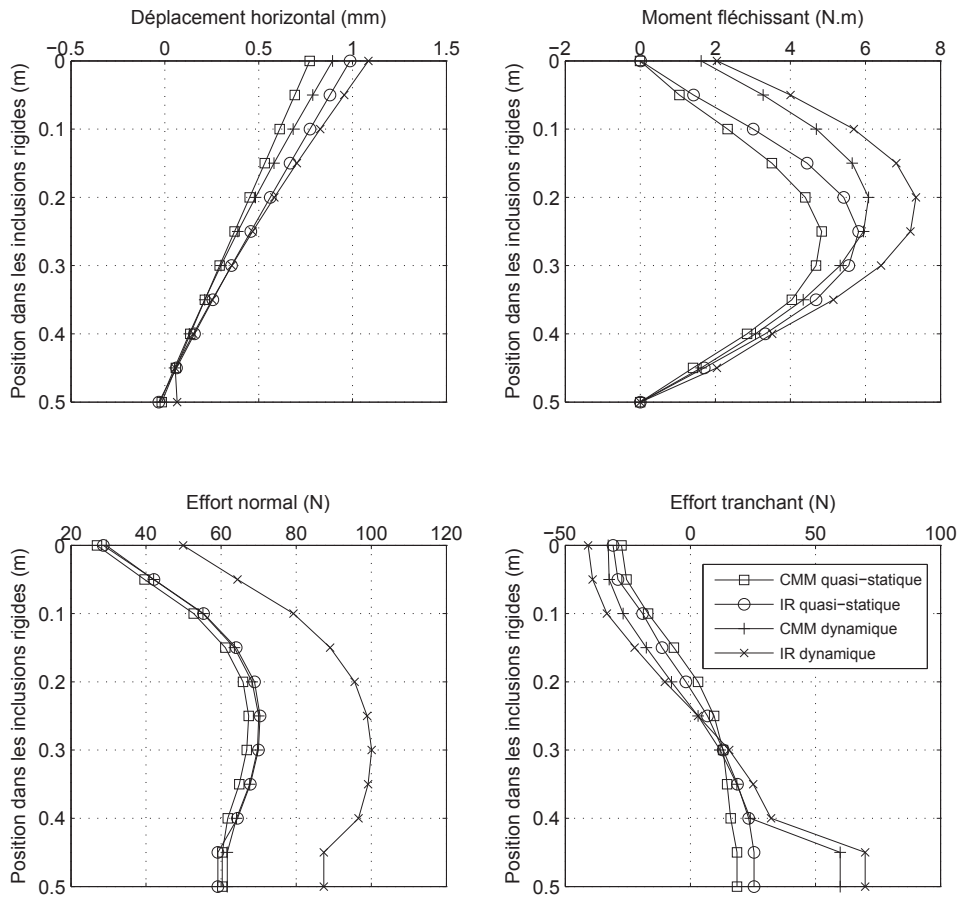 Déplacement horizontal (mm)
−0.5 0 0.5 1 1.5
Position dans les inclusions rigides (m)
0
0.1
0.2
0.3
0.4
0.5
Moment fléchissant (N.m)
−2 0 2 4 6 8
Position dans les inclusions rigides (m)
0
0.1
0.2
0.3
0.4
0.5
Effort normal (N)
20 40 60 80 100 120
Position dans les inclusions rigides (m)
0
0.1
0.2
0.3
0.4
0.5
Effort tranchant (N)
−50 0 50 100
Position dans les inclusions rigides (m)
0
0.1
0.2
0.3
0.4
0.5
CMM quasi−statique
IR quasi−statique
CMM dynamique
IR dynamique